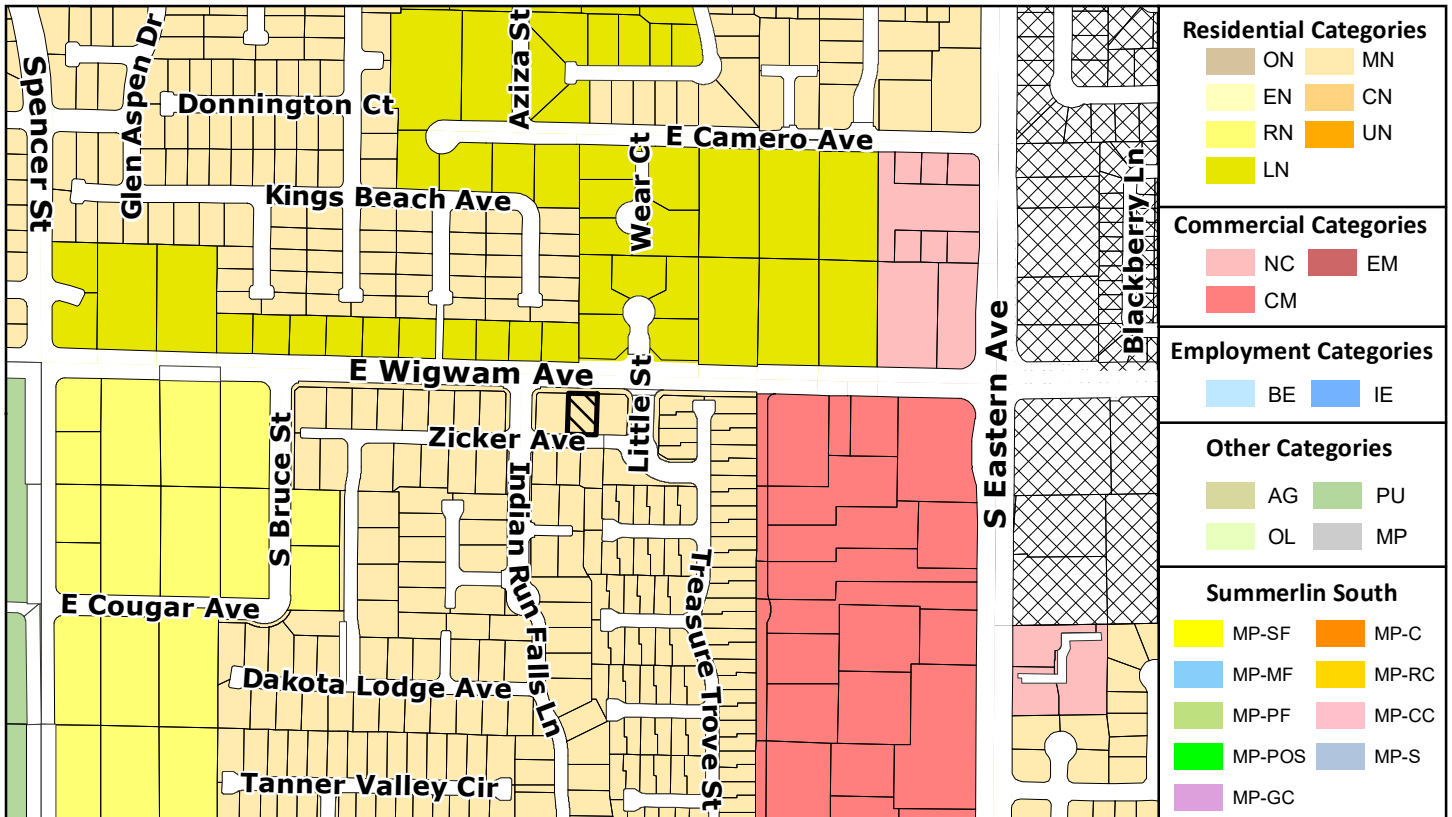 Spencer St
Glen Aspen Dr
Donnington Ct
Aziza St
E Camero Ave
Wear Ct
Kings Beach Ave
Blackberry Ln
E Wigwam Ave
S Eastern Ave
Little St
Zicker Ave
S Bruce St
Indian Run Falls Ln
Treasure Trove St
E Cougar Ave
Dakota Lodge Ave
Tanner Valley Cir
Residential Categories
ON MN
EN CN
RN UN
LN
Commercial Categories
NC EM
CM
Employment Categories
BE IE
Other Categories
AG PU
OL MP
Summerlin South
MP-SF MP-C
MP-MF MP-RC
MP-PF MP-CC
MP-POS MP-S
MP-GC